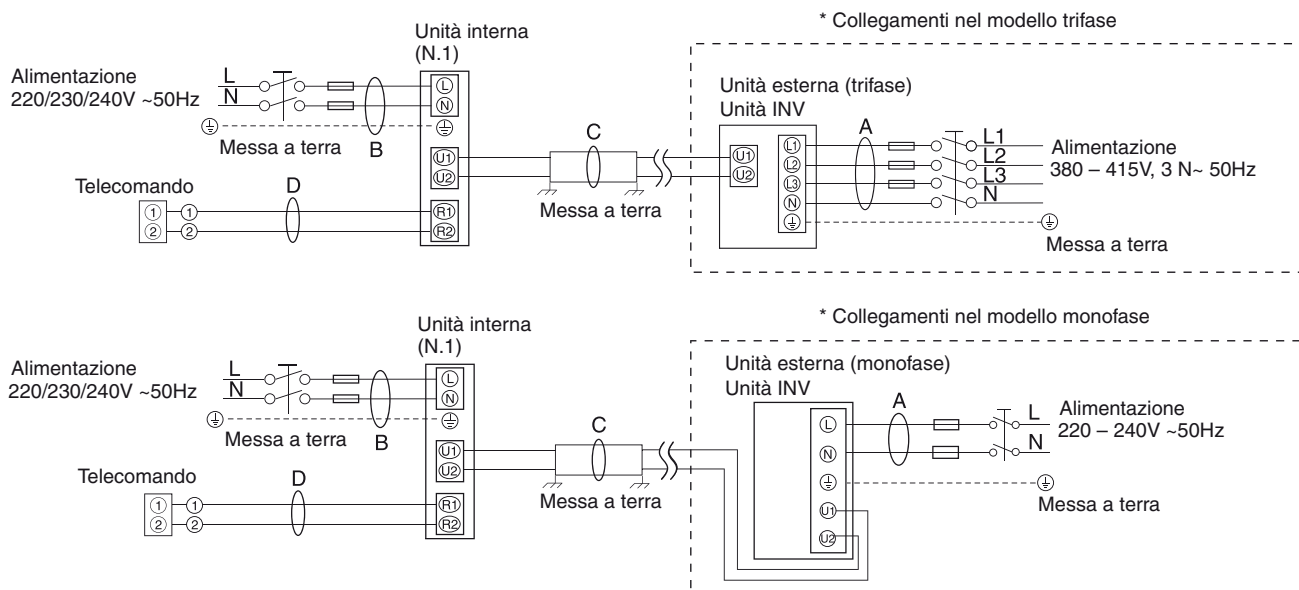 * Collegamenti nel modello trifase
Unità interna
(N.1)
Alimentazione
220/230/240V ~50Hz
L
N
L
N
Messa a terra
B
U1
U2
C
Messa a terra
Telecomando
D
1
2
1
2
R1
R2
Unità esterna (trifase)
Unità INV
U1
U2
L1
L2
L3
N
A
L1
L2
L3
N
Alimentazione
380 – 415V, 3 N~ 50Hz
Messa a terra
* Collegamenti nel modello monofase
Unità interna
(N.1)
Alimentazione
220/230/240V ~50Hz
L
N
L
N
Messa a terra
B
U1
U2
C
Messa a terra
Telecomando
D
1
2
1
2
R1
R2
Unità esterna (monofase)
Unità INV
L
N
U1
U2
A
L
N
Alimentazione
220 – 240V ~50Hz
Messa a terra